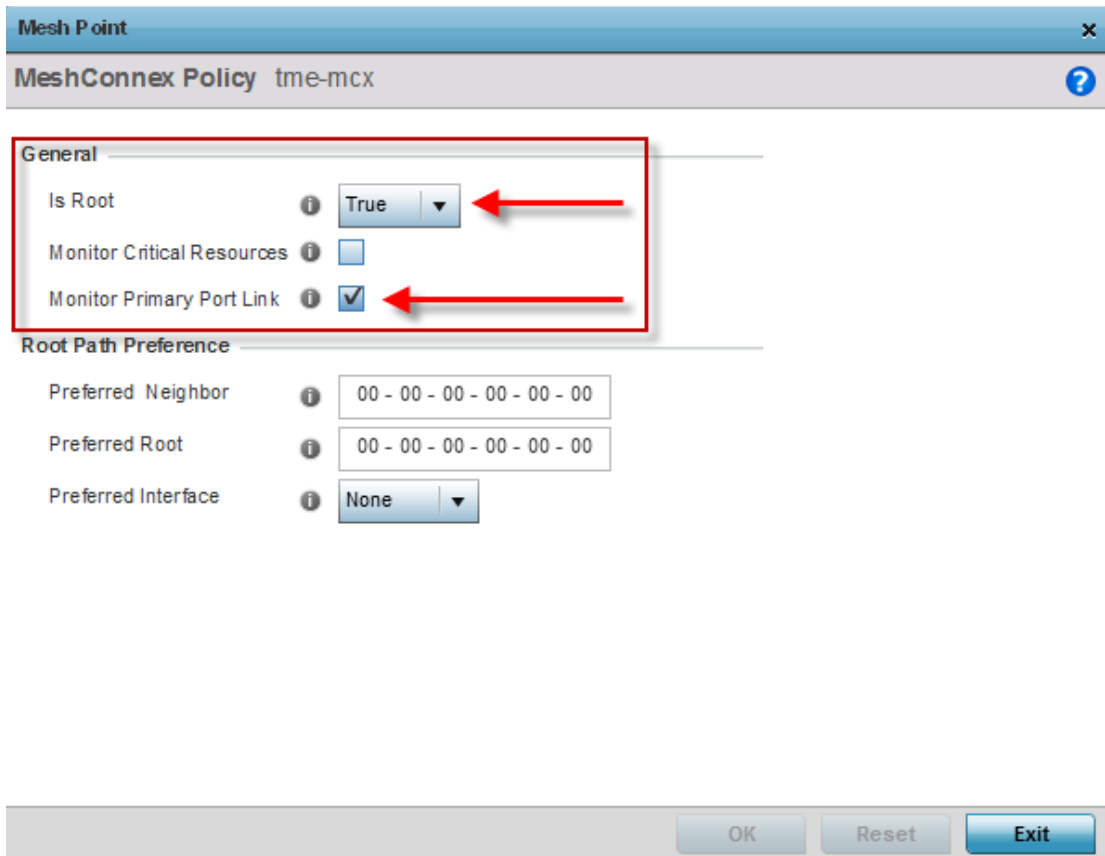 Mesh Point
MeshConnex Policy tme-mcx
General
Is Root True
Monitor Critical Resources
Monitor Primary Port Link
Root Path Preference
Preferred Neighbor 00 - 00 - 00 - 00 - 00 - 00
Preferred Root 00 - 00 - 00 - 00 - 00 - 00
Preferred Interface None
OK Reset Exit